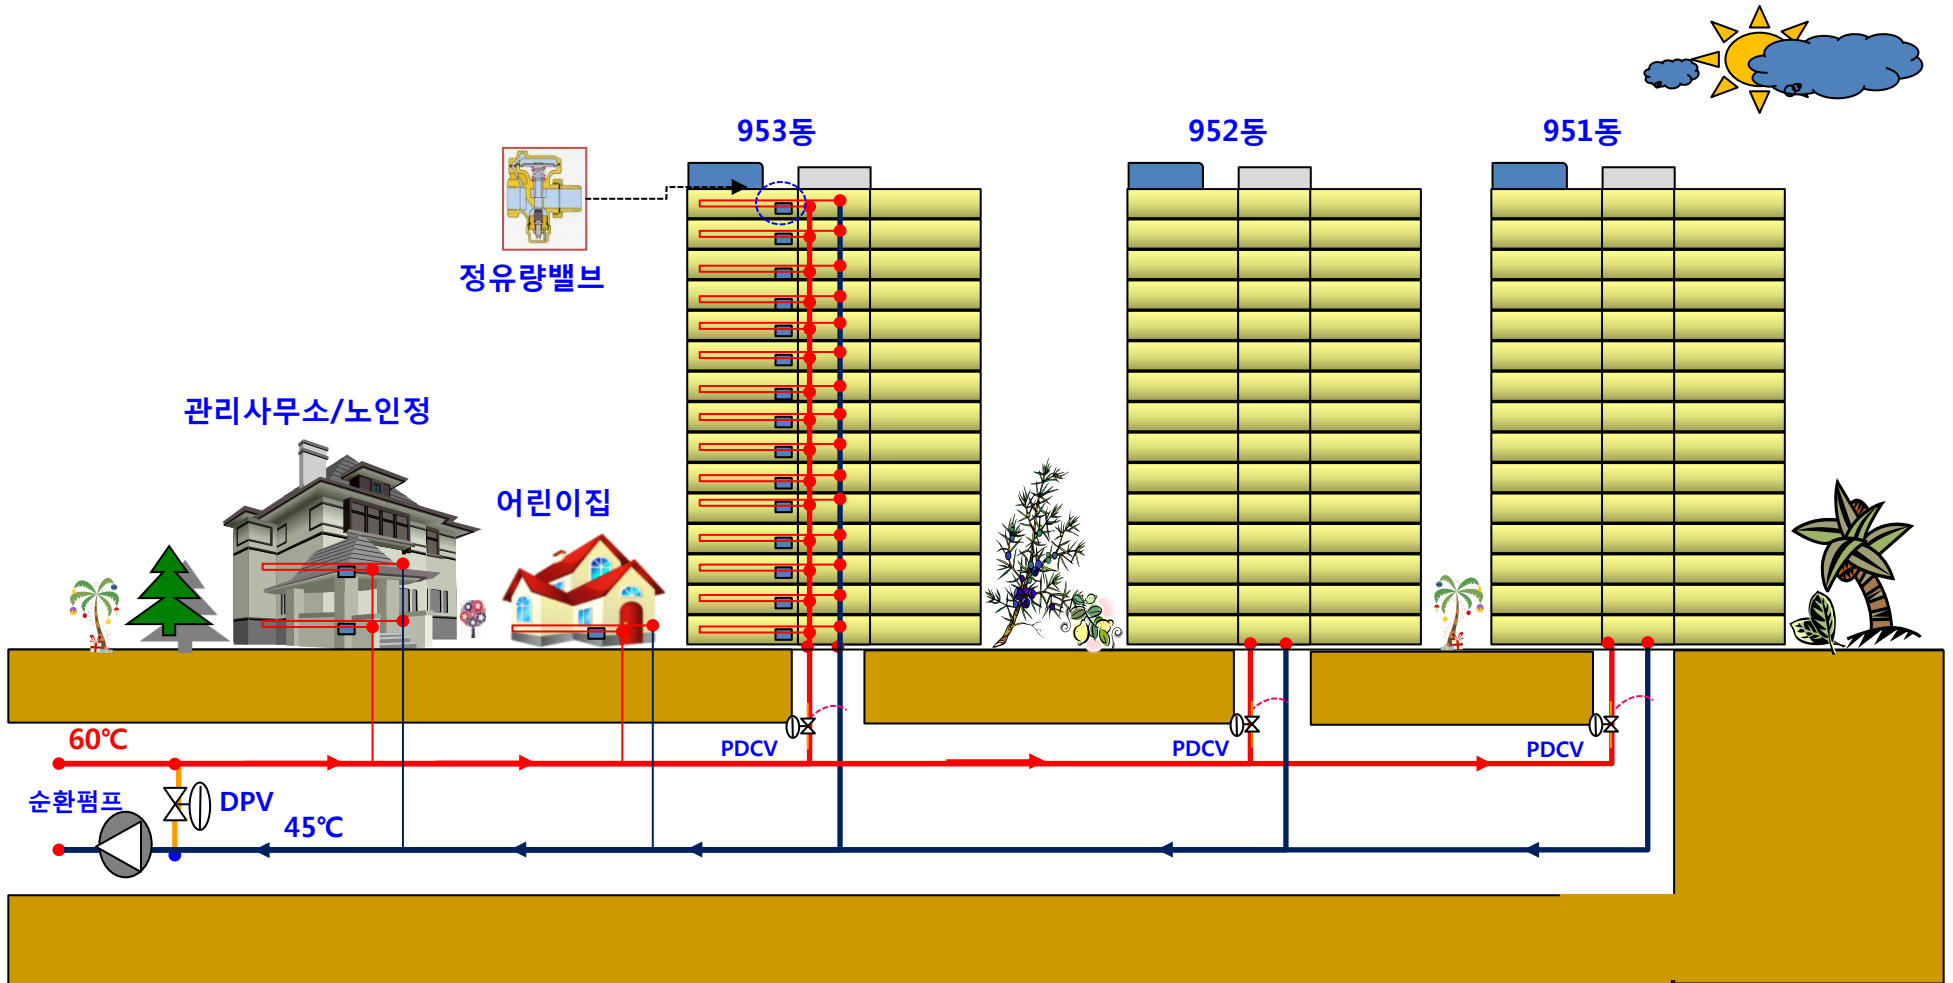 953동
952동
951동
정유량밸브
관리사무소/노인정
어린이집
60℃
PDCV
PDCV
PDCV
순환펌프
DPV
45℃